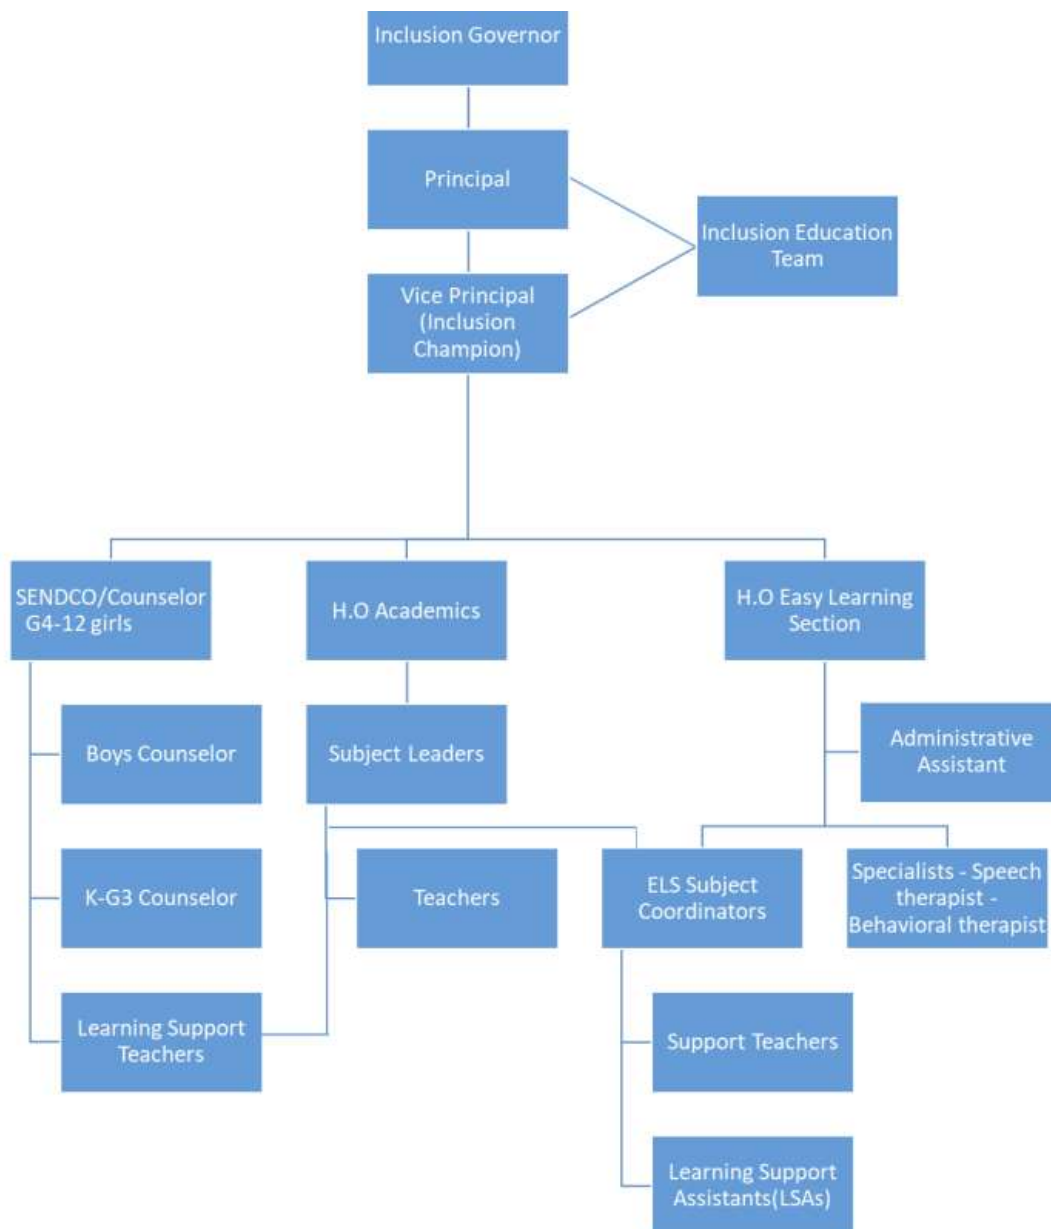 Inclusion Governor
Principal
Inclusion Education
Team
Vice Principal
(Inclusion
Champion)
SENDCO/Counselor
G4-12 girls
H.O Academics
H.O Easy Learning
Section
Boys Counselor
Subject Leaders
Administrative
Assistant
K-G3 Counselor
Teachers
ELS Subject
Coordinators
Specialists - Speech
therapist -
Behavioral therapist
Learning Support
Teachers
Support Teachers
Learning Support
Assistants(LSAs)